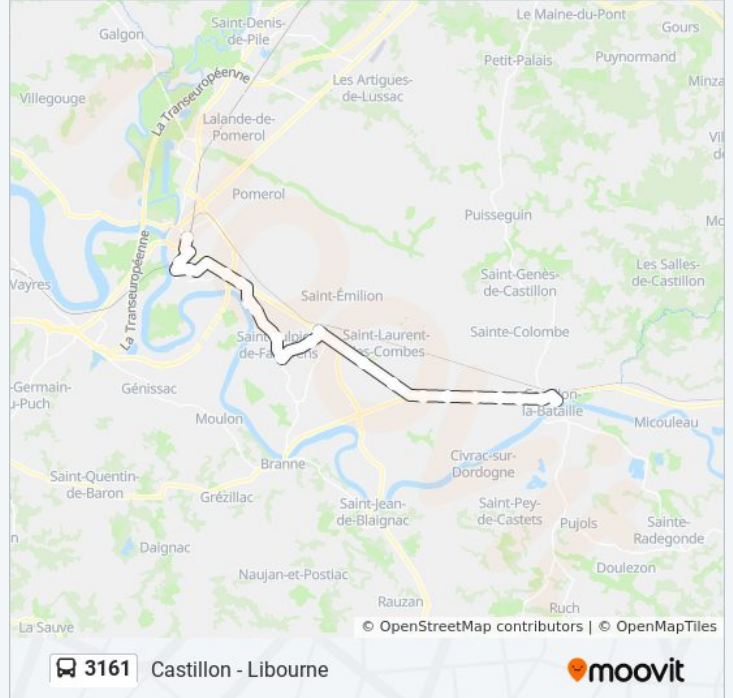 Saint-Denis-
de-Pile
Le Maine-du-Pont
Galgon
Gours
Petit-Palais
Puynormand
La Transeuropéenne
Les Artigues-
de-Lussac
Minza
Villegouge
Lalande-de-
Pomerol
Vil
de
Pomerol
Puisseguin
Mo
Vayres
La Transeuropéenne
Saint-Émilion
Saint-Genès-
de-Castillon
Les Salles-
de-Castillon
Saint-Laurent-
Sainte-Colombe
-Germain-
u-Puch
Génissac
la-Bataille
Moulon
Micouleau
Branne
Civrac-sur-
Dordogne
Saint-Quentin-
de-Baron
Grézillac
Saint-Jean-
de-Blaignac
Saint-Pey-
de-Castets
Pujols
Sainte-
Radegonde
n
Daignac
Naujan-et-Postiac
Doulezon
Rauzan
Ruch
La Sauve
© OpenStreetMap contributors | © OpenMapTiles
3161 Castillon - Libourne
moovit